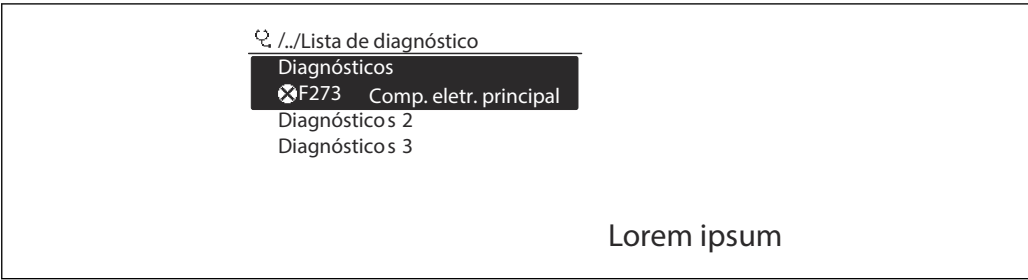 /../Lista de diagnóstico
Diagnósticos
F273 Comp. eletr. principal
Diagnósticos 2
Diagnósticos 3
Lorem ipsum